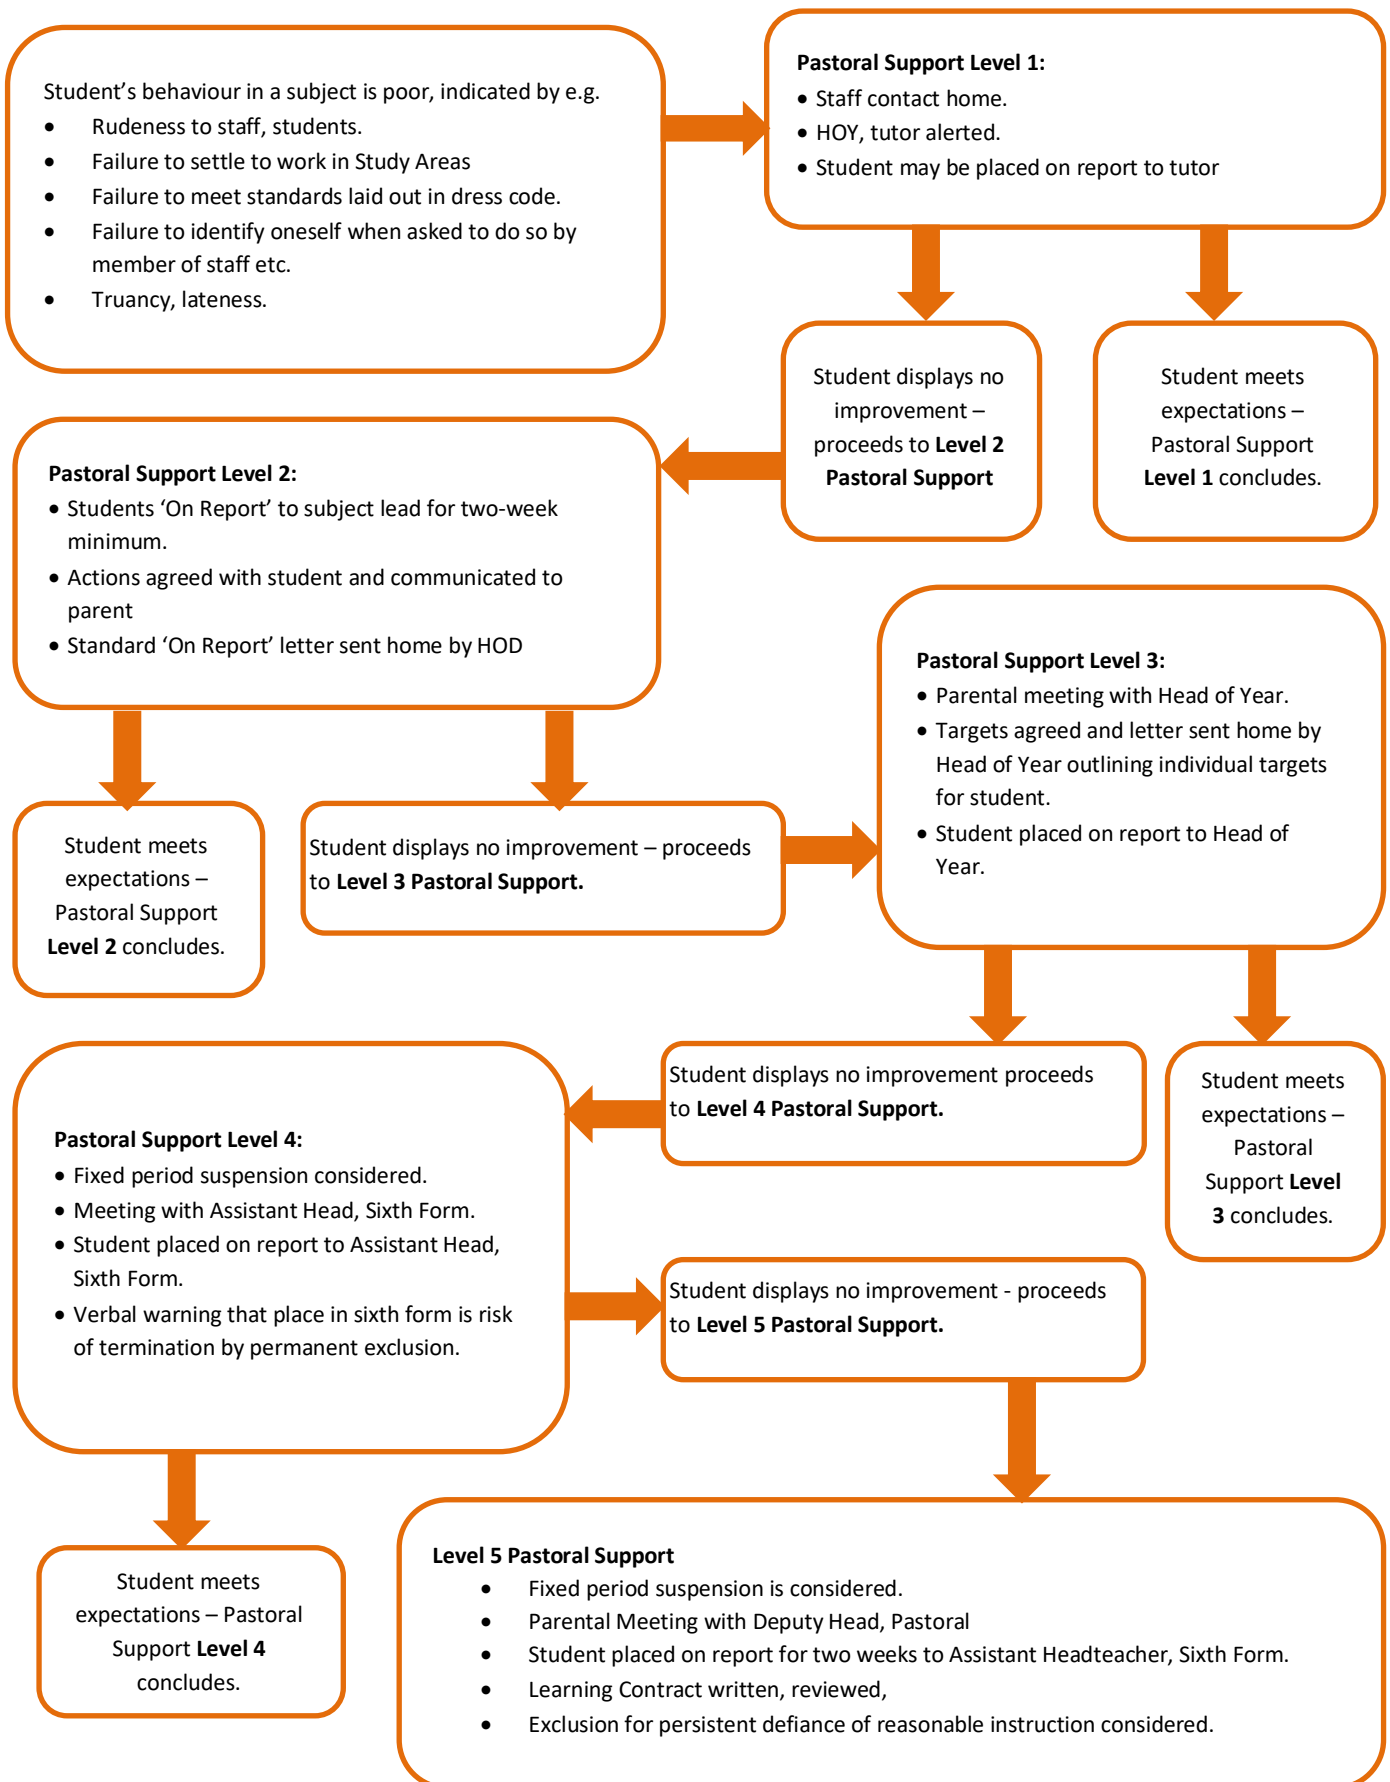 Student’s behaviour in a subject is poor, indicated by e.g.
• Rudeness to staff, students.
• Failure to settle to work in Study Areas
• Failure to meet standards laid out in dress code.
• Failure to identify oneself when asked to do so by
member of staff etc.
• Truancy, lateness.
Pastoral Support Level 1:
• Staff contact home.
• HOY, tutor alerted.
• Student may be placed on report to tutor
Student displays no
improvement –
proceeds to Level 2
Pastoral Support
Student meets
expectations –
Pastoral Support
Level 1 concludes.
Pastoral Support Level 2:
• Students ‘On Report’ to subject lead for two-week
minimum.
• Actions agreed with student and communicated to
parent
• Standard ‘On Report’ letter sent home by HOD
Student meets
expectations –
Pastoral Support
Level 2 concludes.
Student displays no improvement – proceeds
to Level 3 Pastoral Support.
Pastoral Support Level 3:
• Parental meeting with Head of Year.
• Targets agreed and letter sent home by
Head of Year outlining individual targets
for student.
• Student placed on report to Head of
Year.
Student displays no improvement proceeds
to Level 4 Pastoral Support.
Student meets
expectations –
Pastoral
Support Level
3 concludes.
Pastoral Support Level 4:
• Fixed period suspension considered.
• Meeting with Assistant Head, Sixth Form.
• Student placed on report to Assistant Head,
Sixth Form.
• Verbal warning that place in sixth form is risk
of termination by permanent exclusion.
Student displays no improvement - proceeds
to Level 5 Pastoral Support.
Student meets
expectations – Pastoral
Support Level 4
concludes.
Level 5 Pastoral Support
• Fixed period suspension is considered.
• Parental Meeting with Deputy Head, Pastoral
• Student placed on report for two weeks to Assistant Headteacher, Sixth Form.
• Learning Contract written, reviewed,
• Exclusion for persistent defiance of reasonable instruction considered.